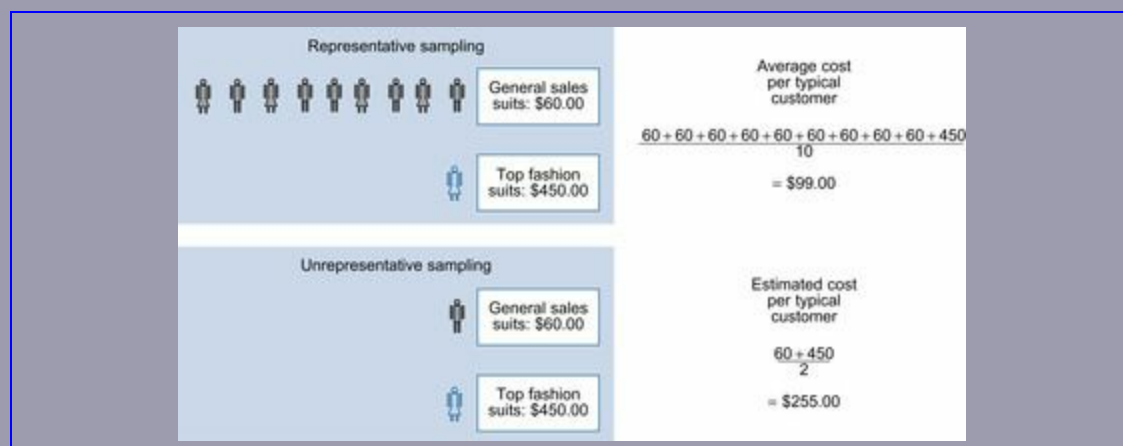 Representative sampling
General sales
suits: $60.00
Top fashion
suits: $450.00
Average cost
per typical
customer
60 + 60 + 60 + 60 + 60 + 60 + 60 + 60 + 60 + 450
10
= $99.00
Unrepresentative sampling
General sales
suits: $60.00
Top fashion
suits: $450.00
Estimated cost
per typical
customer
60 + 450
2
= $255.00